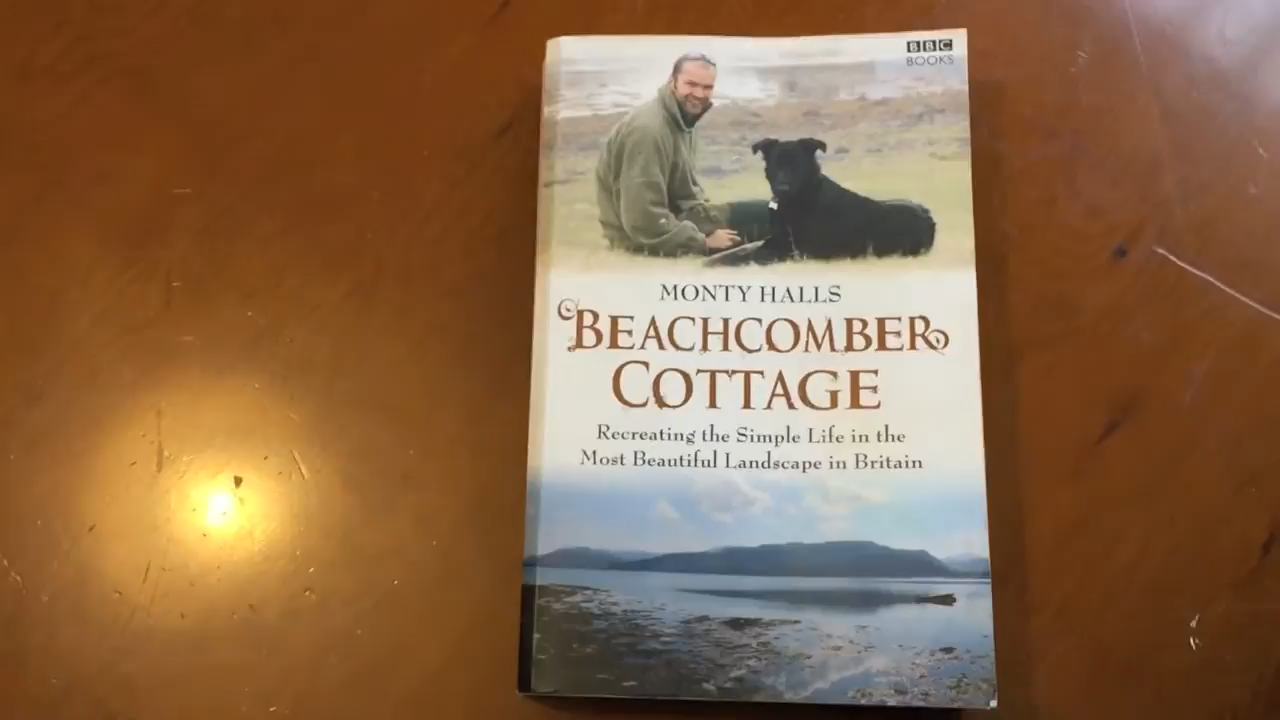 BBC
BOOKS
MONTY HALLS
BEACHCOMBER
COTTAGE
Recreating the Simple Life in the
Most Beautiful Landscape in Britain